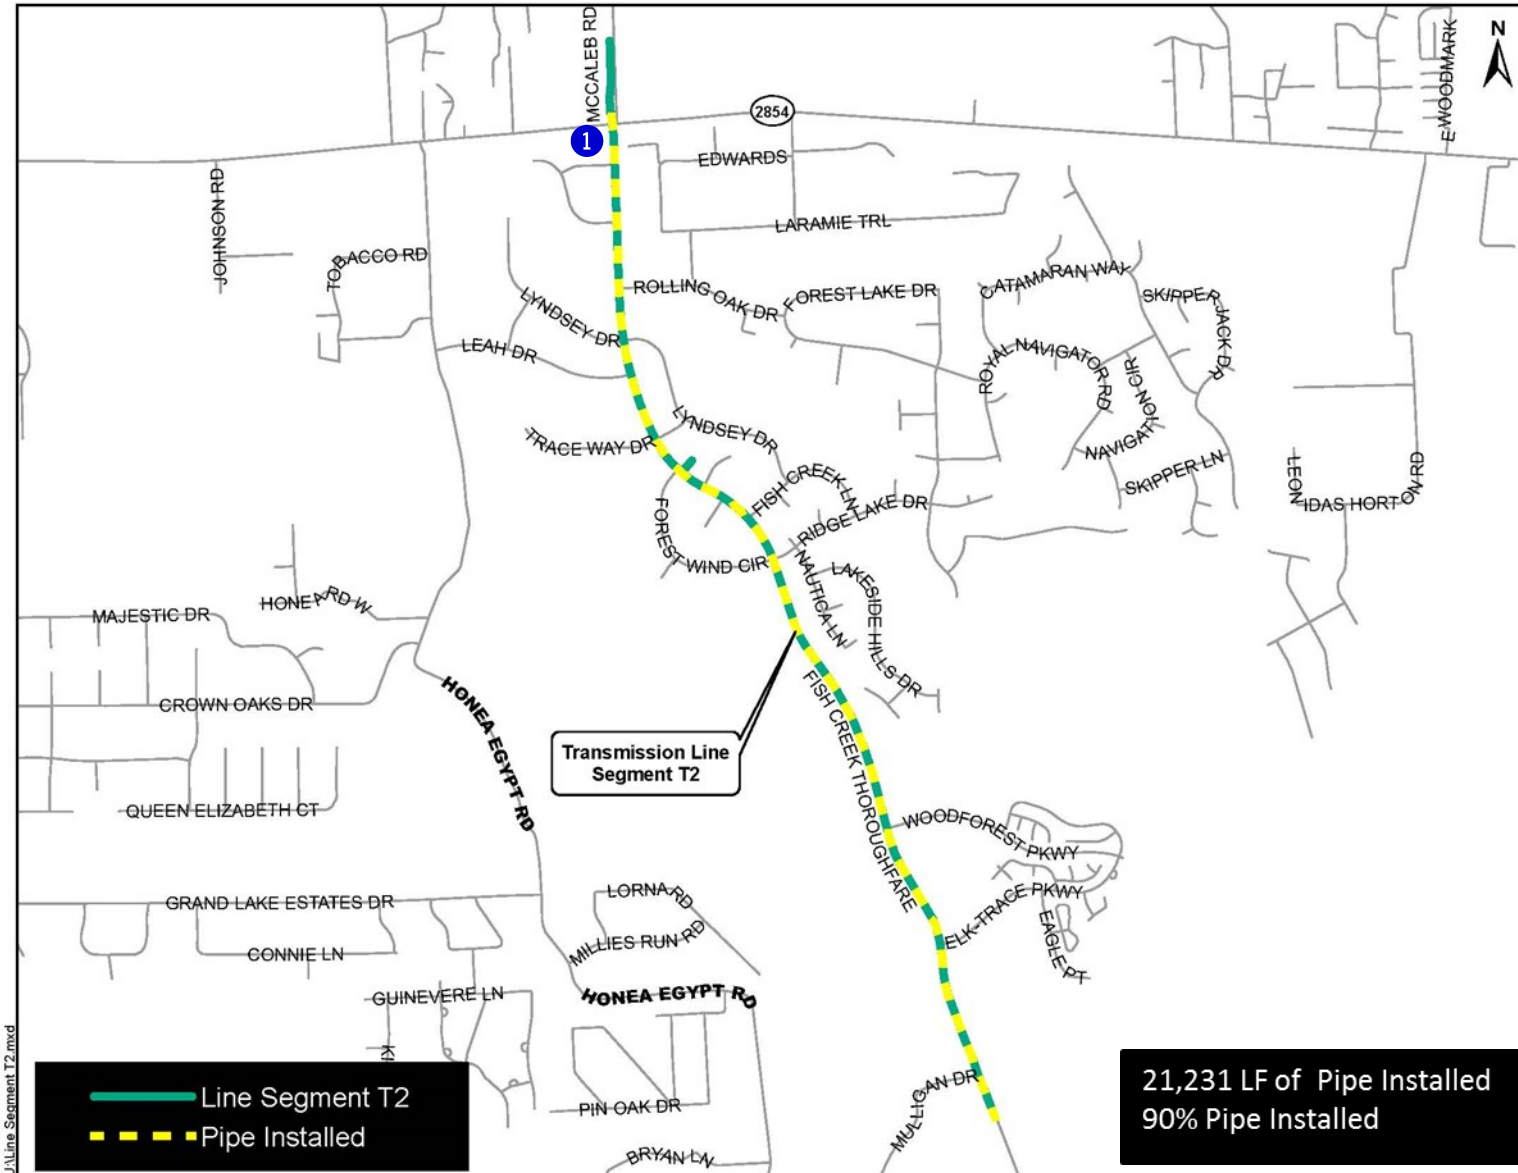 MCCALEB RD
N
E WOODMARK
2854
1
EDWARDS
JOHNSON RD
LARAMIE TRL
TOBACCO RD
ROLLING OAK DR
FOREST LAKE DR
CATAMARAN WAY
SKIPPER JACK DR
LYNDSEY DR
LEAH DR
ROYAL NAVIGATOR RD
NAVIGATION CIR
LYNDSEY DR
TRACE WAY DR
FISH CREEK LN
SKIPPER LN
LEONIDAS HORTON RD
FOREST WIND CIR
RIDGE LAKE DR
NAUTICA LN
LAKESIDE HILLS DR
HONEA RD W
MAJESTIC DR
CROWN OAKS DR
HONEA EGYPT RD
FISH CREEK THOROUGHFARE
Transmission Line
Segment T2
QUEEN ELIZABETH CT
WOODFOREST PKWY
GRAND LAKE ESTATES DR
LORNA RD
ELK-TRACE PKWY
EAGLE PT
MILLIES RUN RD
CONNIE LN
GUINEVERE LN
HONEA EGYPT RD
KI
MULLIGAN DR
PIN OAK DR
BRYAN LN
J:\Line Segment T2.mxd
Line Segment T2
Pipe Installed
21,231 LF of Pipe Installed
90% Pipe Installed